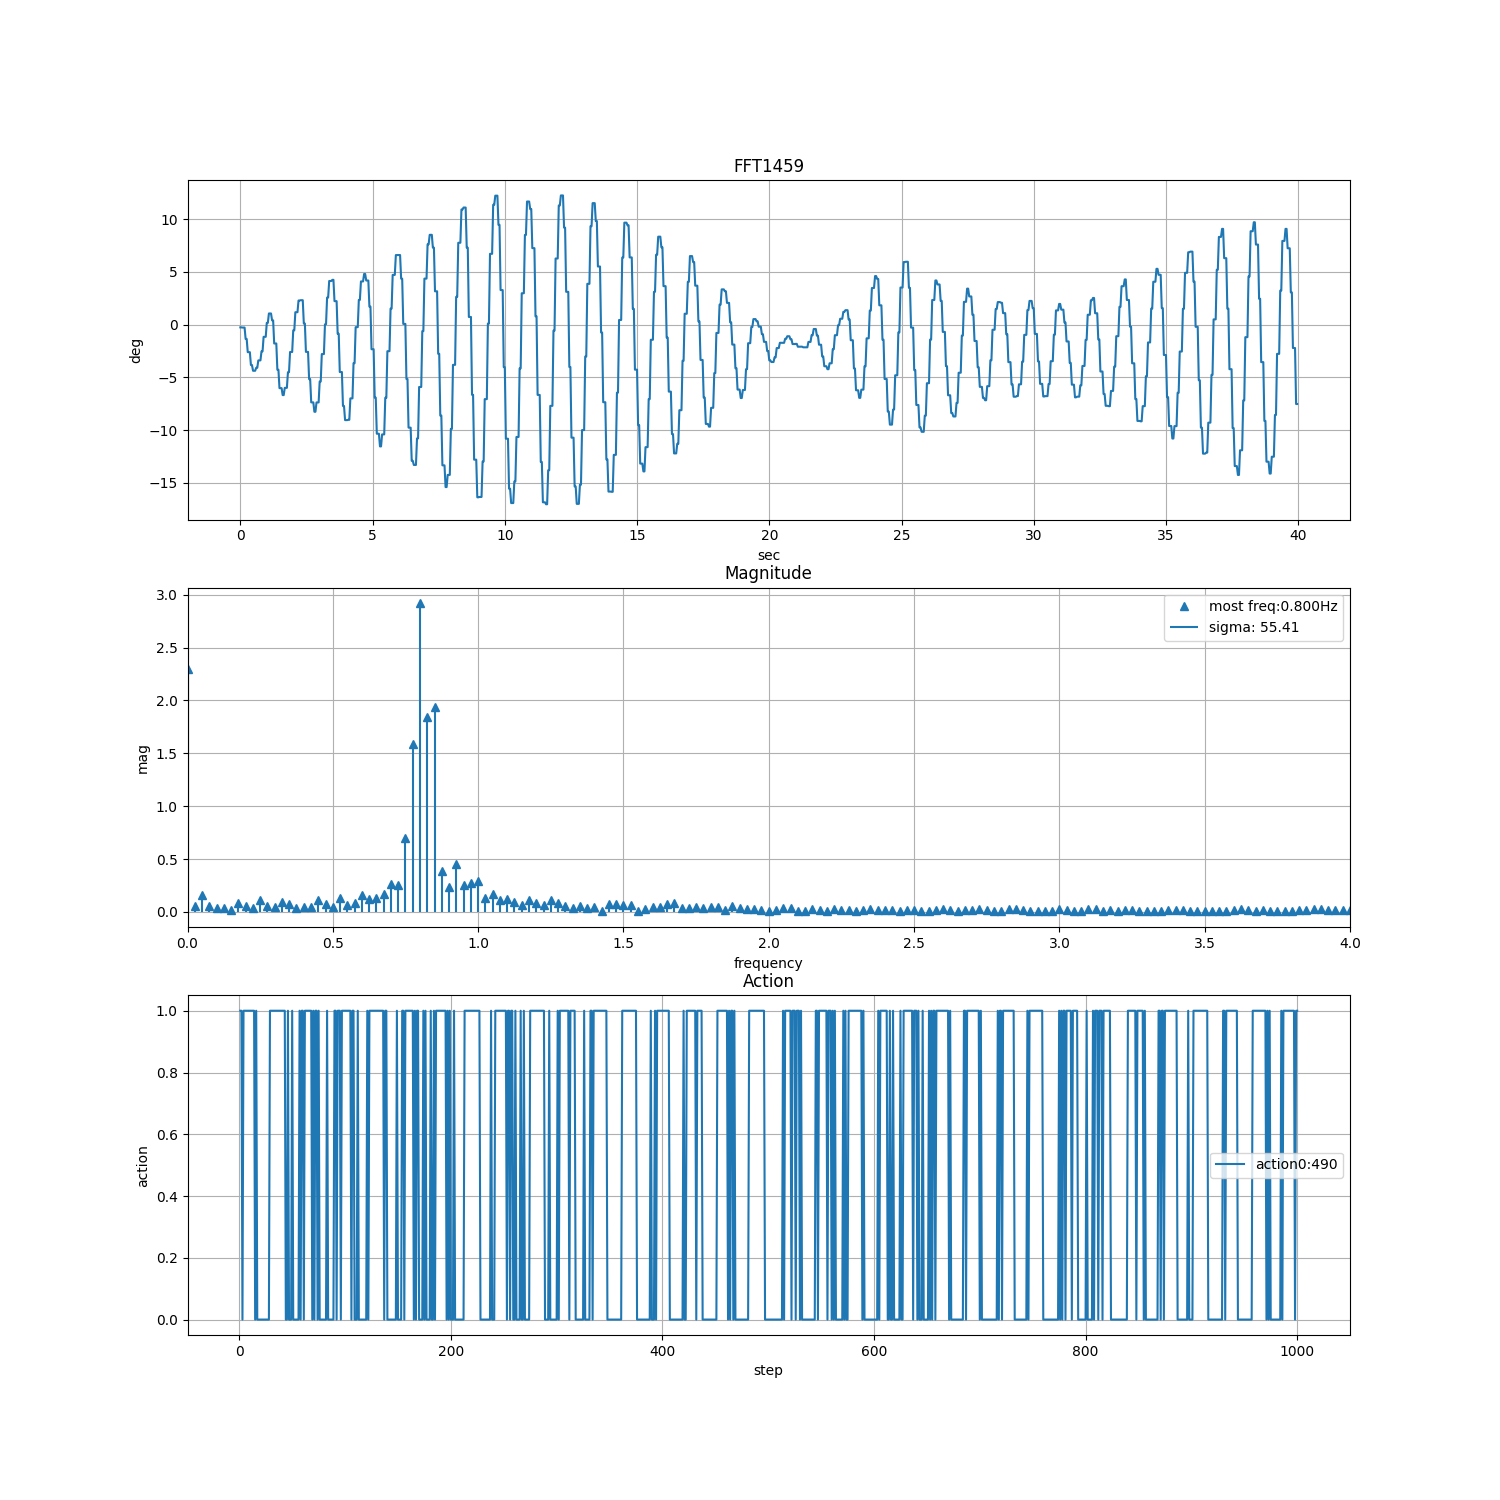 FFT1459
10
5
0
−5
−10
−15
deg
0 5 10 15 20 25 30 35 40
sec
Magnitude
3.0
2.5
2.0
1.5
1.0
0.5
0.0
mag
most freq:0.800Hz
sigma: 55.41
0.0 0.5 1.0 1.5 2.0 2.5 3.0 3.5 4.0
frequency
Action
1.0
0.8
0.6
0.4
0.2
0.0
action
action0:490
0 200 400 600 800 1000
step